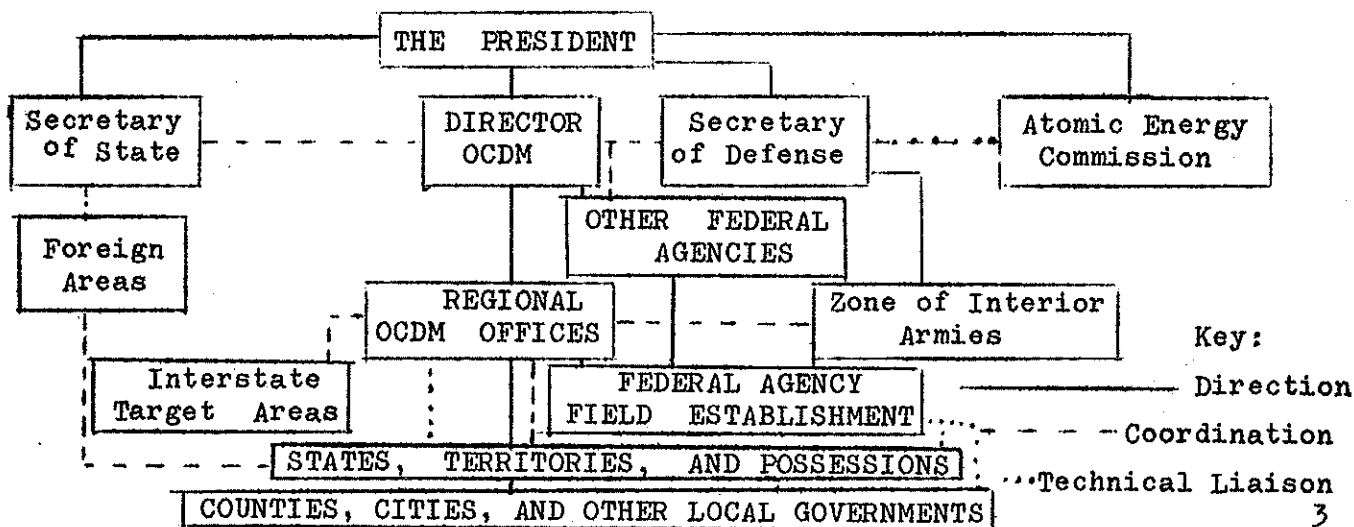 THE PRESIDENT
Secretary
of State
DIRECTOR
OCDM
Secretary
of Defense
Atomic Energy
Commission
OTHER FEDERAL
AGENCIES
Foreign
Areas
REGIONAL
OCDM OFFICES
Zone of Interior
Armies
Key:
Interstate
Target Areas
FEDERAL AGENCY
FIELD ESTABLISHMENT
Direction
Coordination
STATES, TERRITORIES, AND POSSESSIONS
Technical Liaison
COUNTIES, CITIES, AND OTHER LOCAL GOVERNMENTS
3